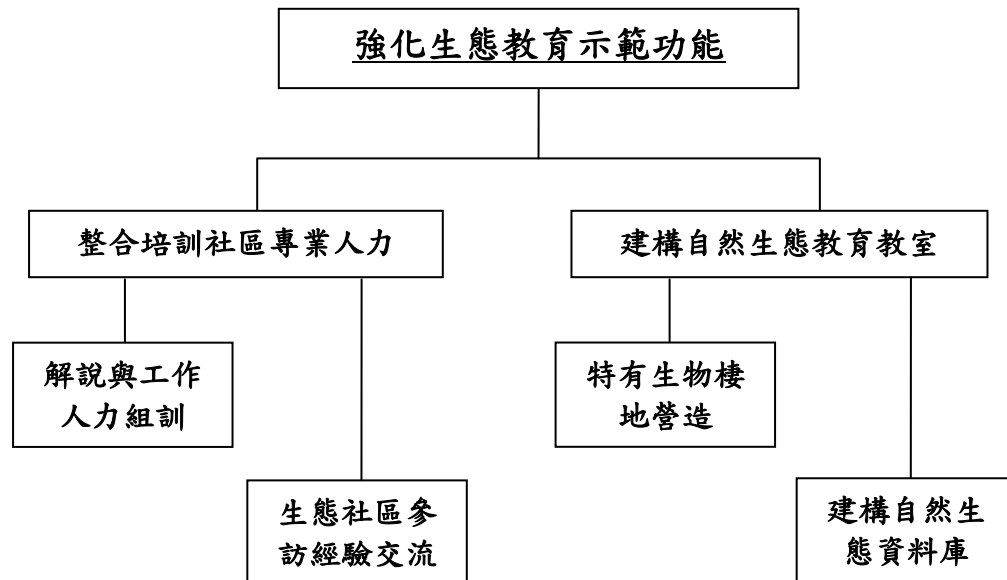 強化生態教育示範功能
整合培訓社區專業人力
建構自然生態教育教室
解說與工作
人力組訓
特有生物棲
地營造
生態社區參
訪經驗交流
建構自然生
態資料庫